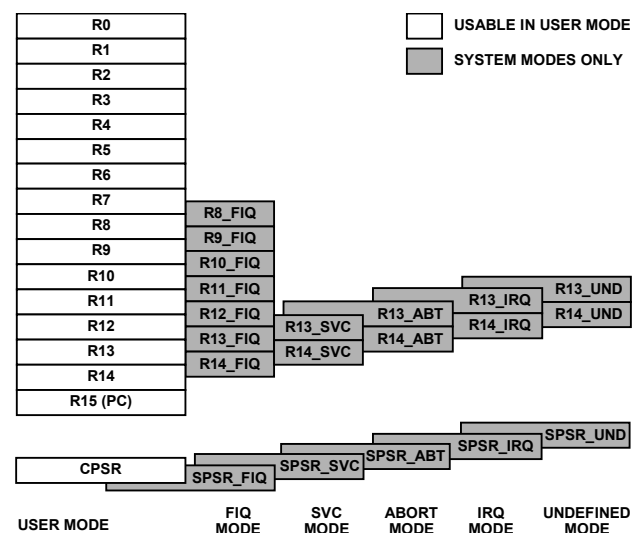 R0
R1
R2
R3
R4
R5
R6
R7
R8
R9
R10
R11
R12
R13
R14
R15 (PC)
USABLE IN USER MODE
SYSTEM MODES ONLY
R8_FIQ
R9_FIQ
R10_FIQ
R11_FIQ
R12_FIQ
R13_FIQ
R14_FIQ
R13_SVC
R14_SVC
R13_ABT
R14_ABT
R13_IRQ
R14_IRQ
R13_UND
R14_UND
CPSR
SPSR_FIQ
SPSR_SVC
SPSR_ABT
SPSR_IRQ
SPSR_UND
USER MODE
FIQ
MODE
SVC
MODE
ABORT
MODE
IRQ
MODE
UNDEFINED
MODE